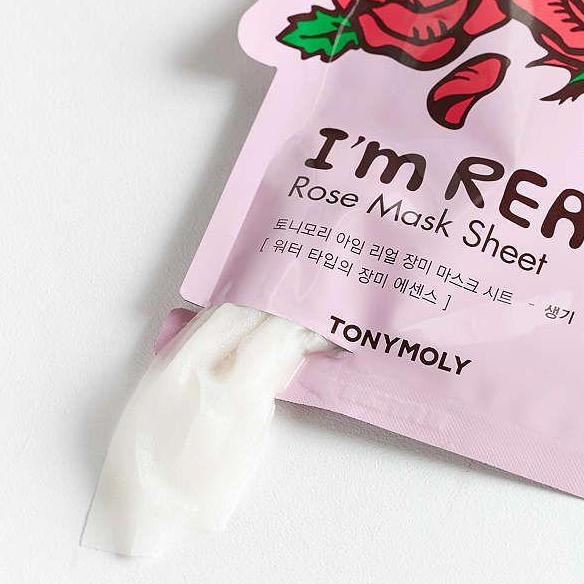 I'm REA
Rose Mask Sheet
토니모리 아임 리얼 장미 마스크 시트 - 생기
[ 워터 타입의 장미 에센스 ]
TONYMOLY